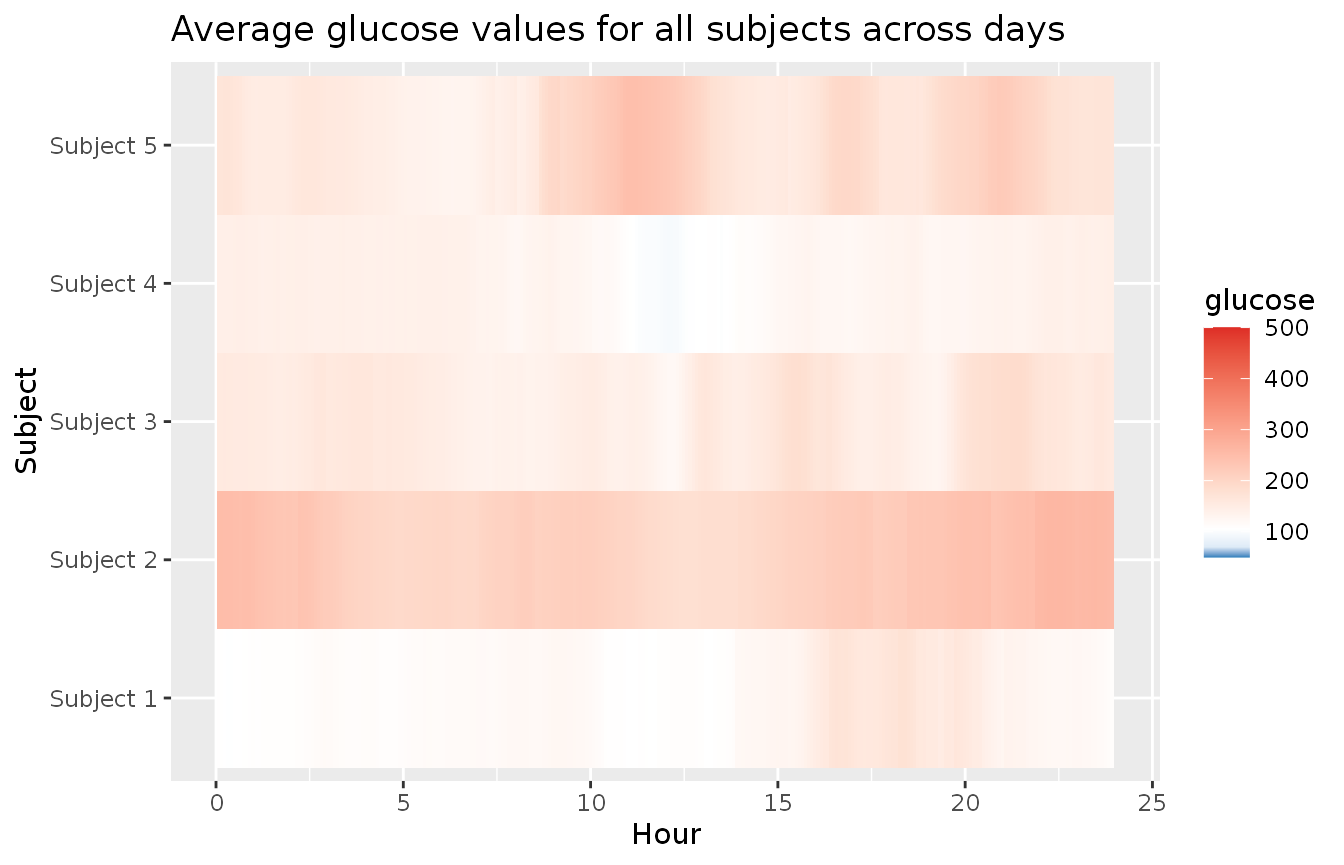 Average glucose values for all subjects across days
Subject
Subject 5
Subject 4
Subject 3
Subject 2
Subject 1
0 5 10 15 20 25
Hour
glucose
500
400
300
200
100